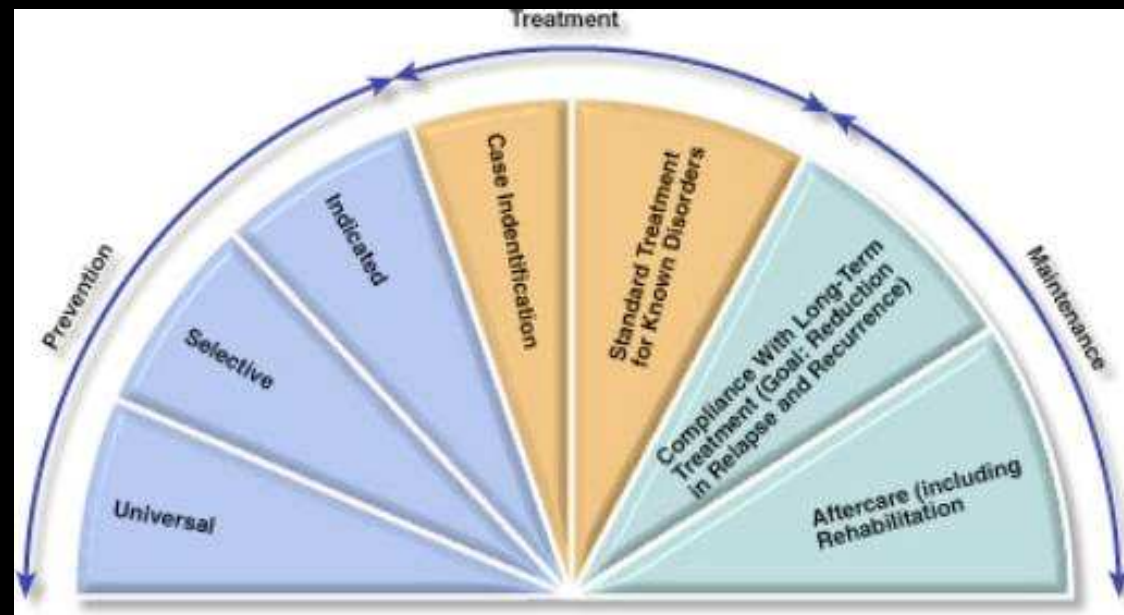 Treatment
Prevention
Maintenance
Universal
Selective
Indicated
Case Indentification
Standard Treatment
for Known Disorders
Compliance With Long-Term
Treatment (Goal: Reduction
in Relapse and Recurrence)
Aftercare (including
Rehabilitation